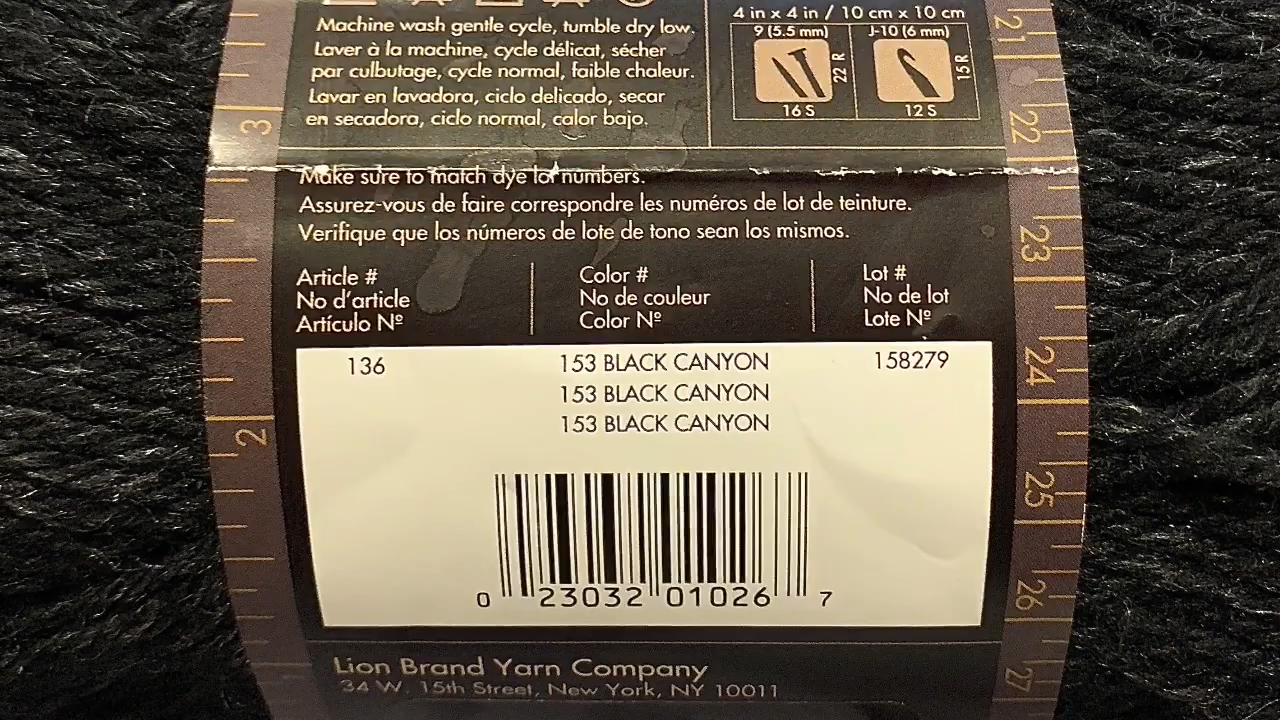 Machine wash gentle cycle, tumble dry low.
Laver à la machine, cycle délicat, sécher
par culbutage, cycle normal, faible chaleur.
Lavar en lavadora, ciclo delicado, secar
en secadora, ciclo normal, calor bajo.
4 in x 4 in / 10 cm x 10 cm
9 (5.5 mm) J-10 (6 mm)
22 R 15 R
16 S 12 S
Make sure to match dye lot numbers.
Assurez-vous de faire correspondre les numéros de lot de teinture.
Verifique que los números de lote de tono sean los mismos.
Article #
No d'article
Artículo Nº
Color #
No de couleur
Color Nº
Lot #
No de lot
Lote Nº
136 153 BLACK CANYON 158279
153 BLACK CANYON
153 BLACK CANYON
0 23032 01026 7
Lion Brand Yarn Company
34 W. 15th Street, New York, NY 10011
3
2
21
22
23
24
25
26
27